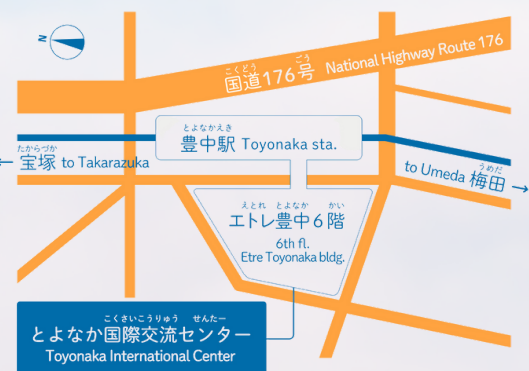 N
こくどう ごう
国道176号 National Highway Route 176
とよなかえき
豊中駅 Toyonaka sta.
たからづか
← 宝塚 to Takarazuka
うめだ
to Umeda 梅田 →
えとれ とよなか かい
エトレ豊中6階
6th fl.
Etre Toyonaka bldg.
こくさいこうりゅう せんたー
とよなか国際交流センター
Toyonaka International Center